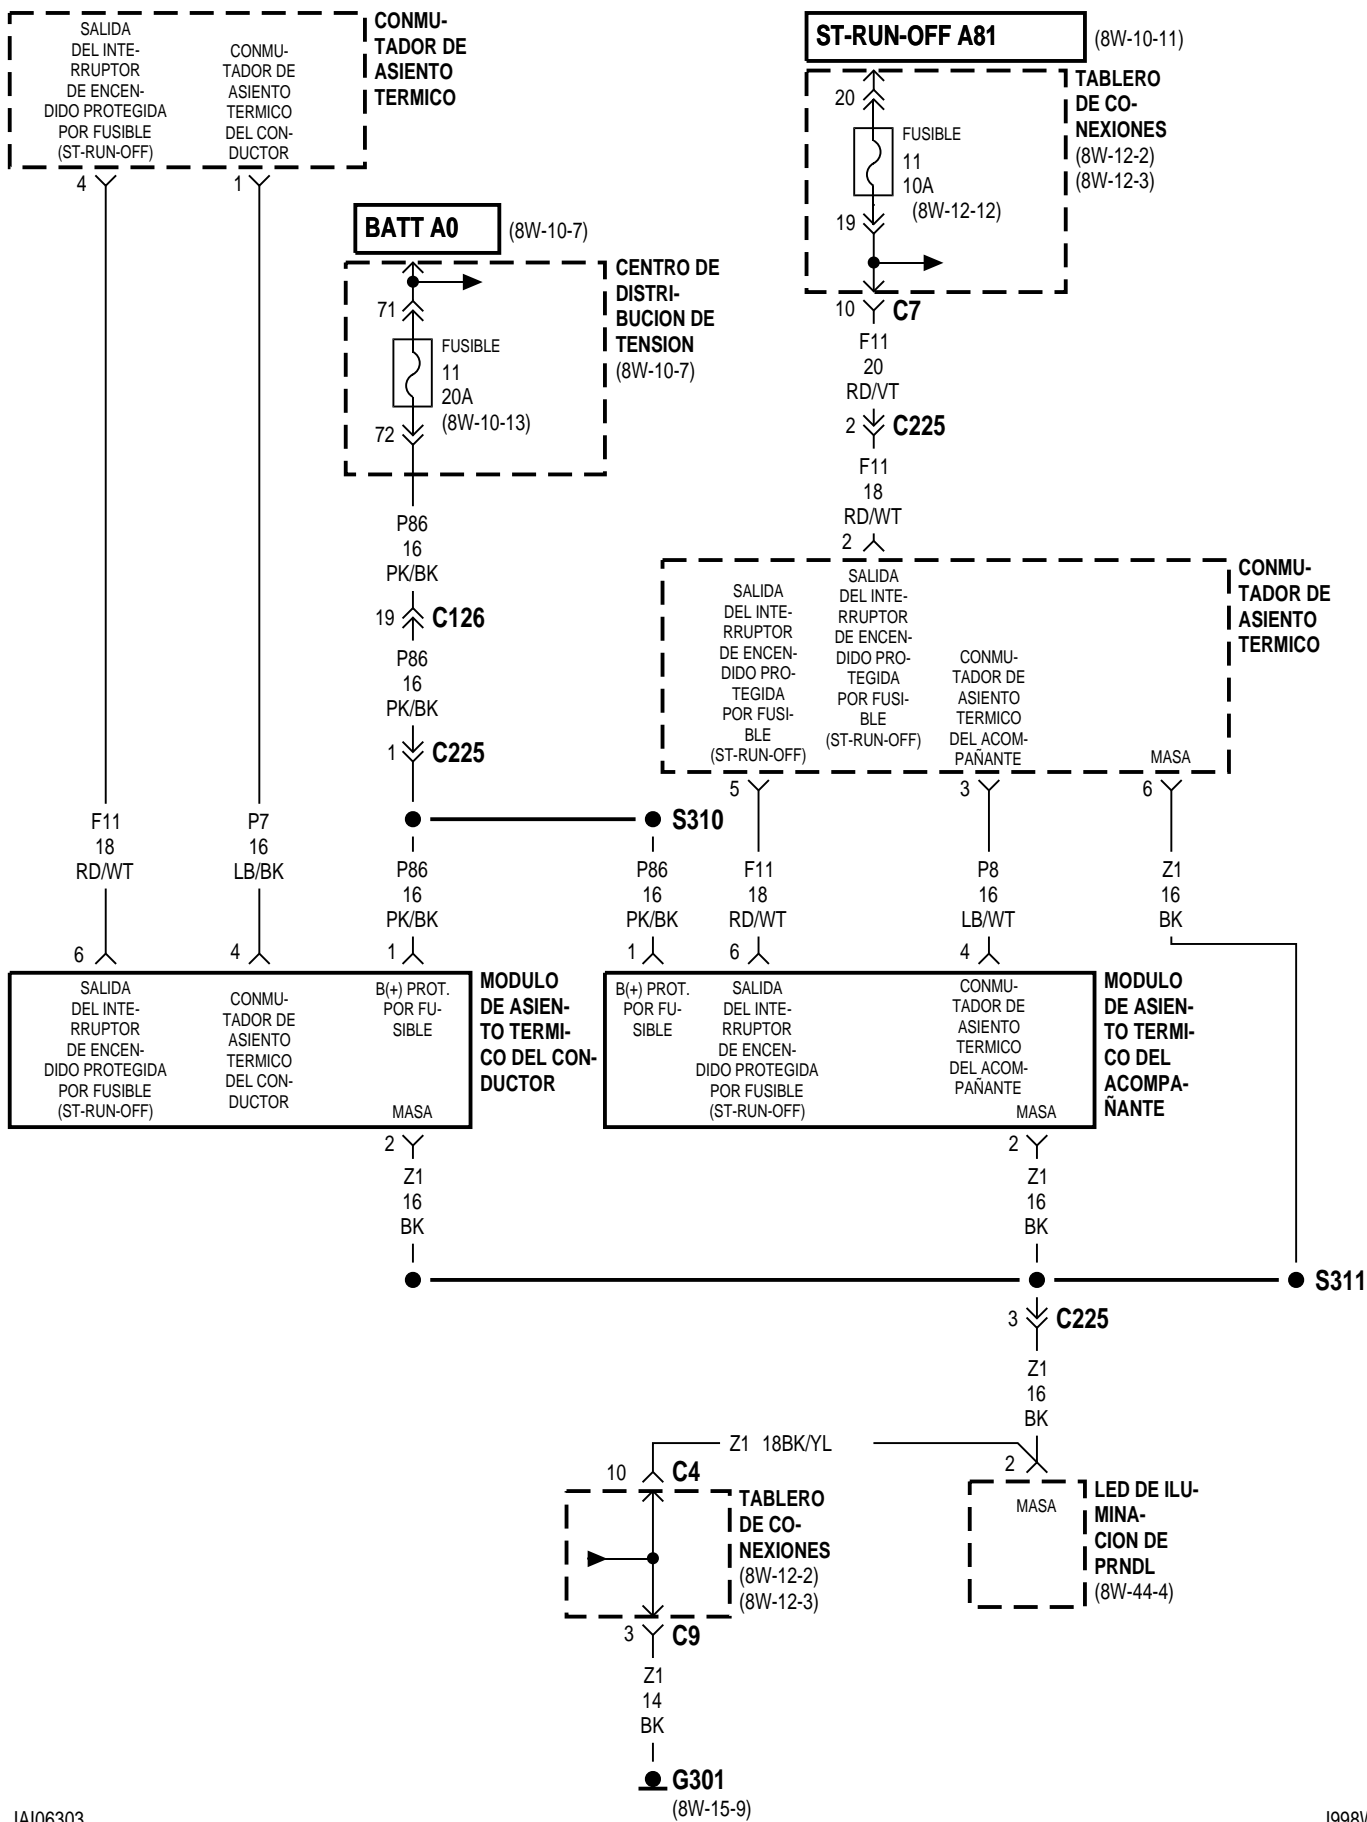 SALIDA
DEL INTE-
RRUPTOR
DE ENCEN-
DIDO PROTEGIDA
POR FUSIBLE
(ST-RUN-OFF)
CONMU-
TADOR DE
ASIENTO
TERMICO
DEL CON-
DUCTOR
CONMU-
TADOR DE
ASIENTO
TERMICO
4
1
ST-RUN-OFF A81
(8W-10-11)
20
FUSIBLE
11
10A
(8W-12-12)
19
TABLERO
DE CO-
NEXIONES
(8W-12-2)
(8W-12-3)
10
C7
F11
20
RD/VT
2
C225
F11
18
RD/WT
2
BATT A0
(8W-10-7)
71
FUSIBLE
11
20A
(8W-10-13)
72
CENTRO DE
DISTRI-
BUCION DE
TENSION
(8W-10-7)
P86
16
PK/BK
19
C126
P86
16
PK/BK
1
C225
SALIDA
DEL INTE-
RRUPTOR
DE ENCEN-
DIDO PRO-
TEGIDA
POR FUSI-
BLE
(ST-RUN-OFF)
SALIDA
DEL INTE-
RRUPTOR
DE ENCEN-
DIDO PRO-
TEGIDA
POR FUSI-
BLE
(ST-RUN-OFF)
CONMU-
TADOR DE
ASIENTO
TERMICO
DEL ACOM-
PAÑANTE
MASA
CONMU-
TADOR DE
ASIENTO
TERMICO
5
3
6
S310
F11
18
RD/WT
P7
16
LB/BK
P86
16
PK/BK
P86
16
PK/BK
F11
18
RD/WT
P8
16
LB/WT
Z1
16
BK
6
4
1
1
6
4
SALIDA
DEL INTE-
RRUPTOR
DE ENCEN-
DIDO PROTEGIDA
POR FUSIBLE
(ST-RUN-OFF)
CONMU-
TADOR DE
ASIENTO
TERMICO
DEL CON-
DUCTOR
B(+) PROT.
POR FU-
SIBLE
MASA
MODULO
DE ASIEN-
TO TERMI-
CO DEL CON-
DUCTOR
B(+) PROT.
POR FU-
SIBLE
SALIDA
DEL INTE-
RRUPTOR
DE ENCEN-
DIDO PROTEGIDA
POR FUSIBLE
(ST-RUN-OFF)
CONMU-
TADOR DE
ASIENTO
TERMICO
DEL ACOM-
PAÑANTE
MASA
MODULO
DE ASIEN-
TO TERMI-
CO DEL
ACOMPA-
ÑANTE
2
Z1
16
BK
2
Z1
16
BK
S311
3
C225
Z1
16
BK
Z1 18BK/YL
10
C4
TABLERO
DE CO-
NEXIONES
(8W-12-2)
(8W-12-3)
2
MASA
LED DE ILU-
MINA-
CION DE
PRNDL
(8W-44-4)
3
C9
Z1
14
BK
G301
(8W-15-9)